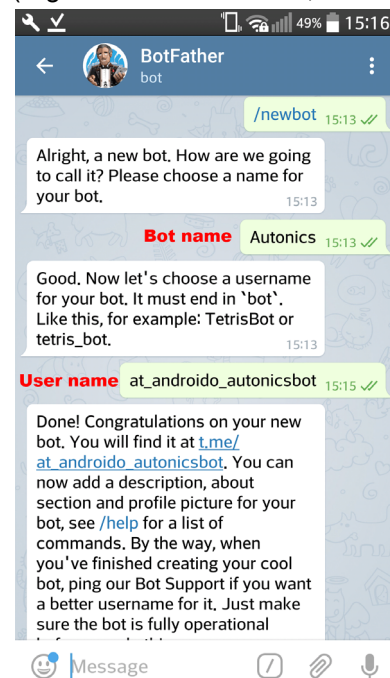 49% 15:16
BotFather
bot
/newbot 15:13
Alright, a new bot. How are we going
to call it? Please choose a name for
your bot.
15:13
Bot name Autonics 15:13
Good. Now let's choose a username
for your bot. It must end in `bot`.
Like this, for example: TetrisBot or
tetris_bot.
15:13
User name at_androido_autonicsbot 15:15
Done! Congratulations on your new
bot. You will find it at t.me/
at_androido_autonicsbot. You can
now add a description, about
section and profile picture for your
bot, see /help for a list of
commands. By the way, when
you've finished creating your cool
bot, ping our Bot Support if you want
a better username for it. Just make
sure the bot is fully operational
Message